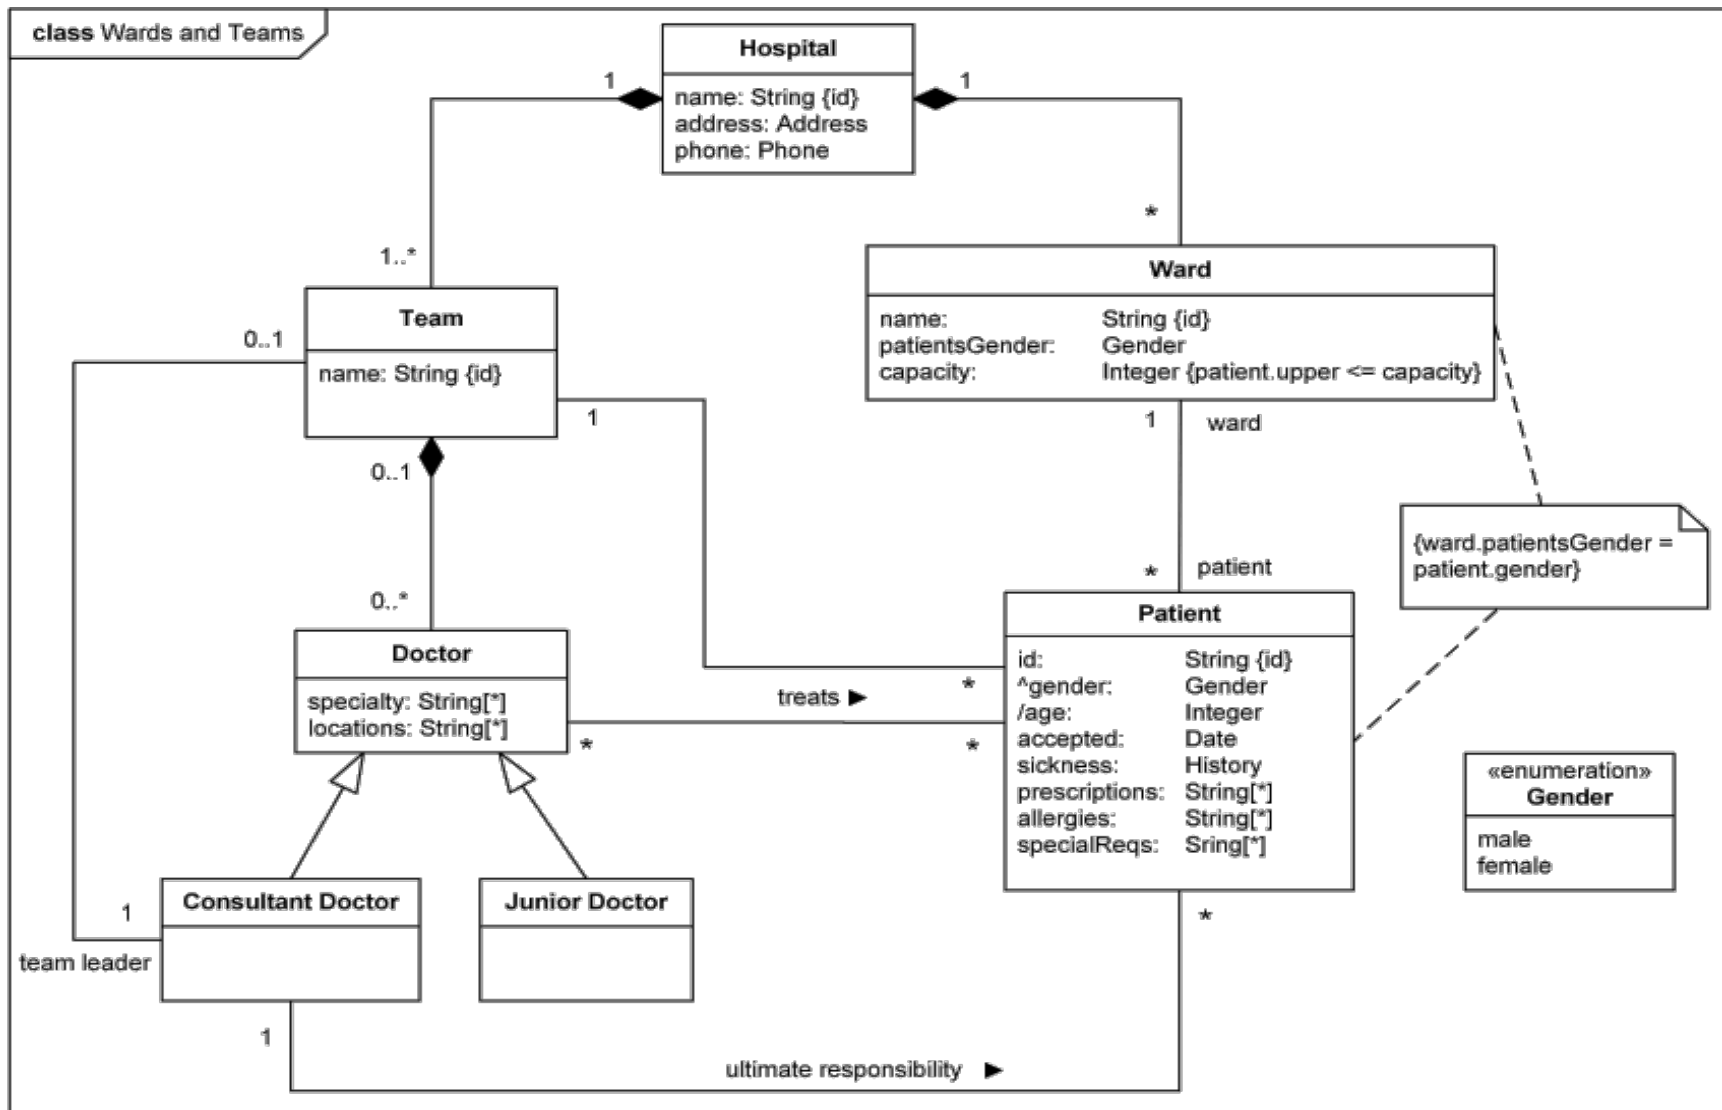 class Wards and Teams
Hospital
name: String {id}
address: Address
phone: Phone
1
1
1..*
*
Team
name: String {id}
0..1
1
0..1
Ward
name: String {id}
patientsGender: Gender
capacity: Integer {patient.upper <= capacity}
1
ward
{ward.patientsGender =
patient.gender}
patient
*
0..*
Doctor
specialty: String[*]
locations: String[*]
treats ►
*
*
*
Patient
id: String {id}
^gender: Gender
/age: Integer
accepted: Date
sickness: History
prescriptions: String[*]
allergies: String[*]
specialReqs: Sring[*]
«enumeration»
Gender
male
female
Consultant Doctor
Junior Doctor
1
team leader
1
*
ultimate responsibility ►